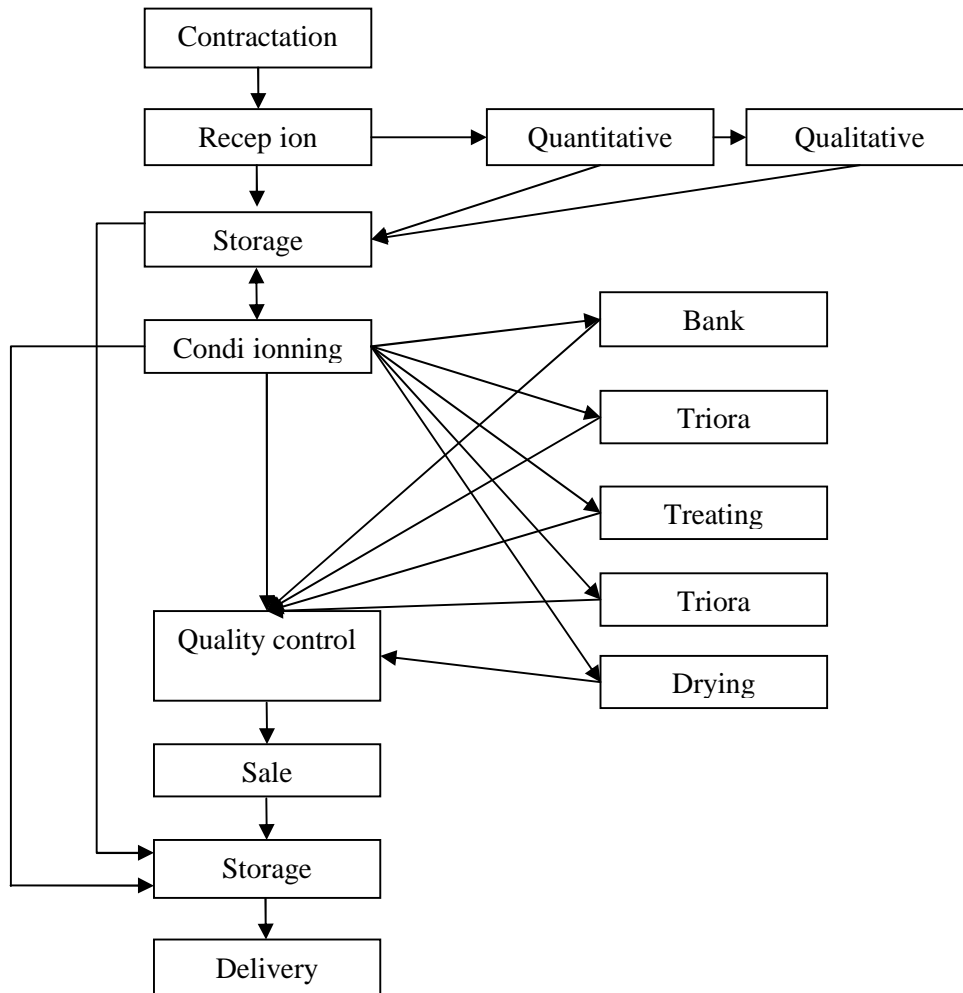 Contractation
Recep ion
Quantitative
Qualitative
Storage
Condi ionning
Bank
Triora
Treating
Triora
Quality control
Drying
Sale
Storage
Delivery